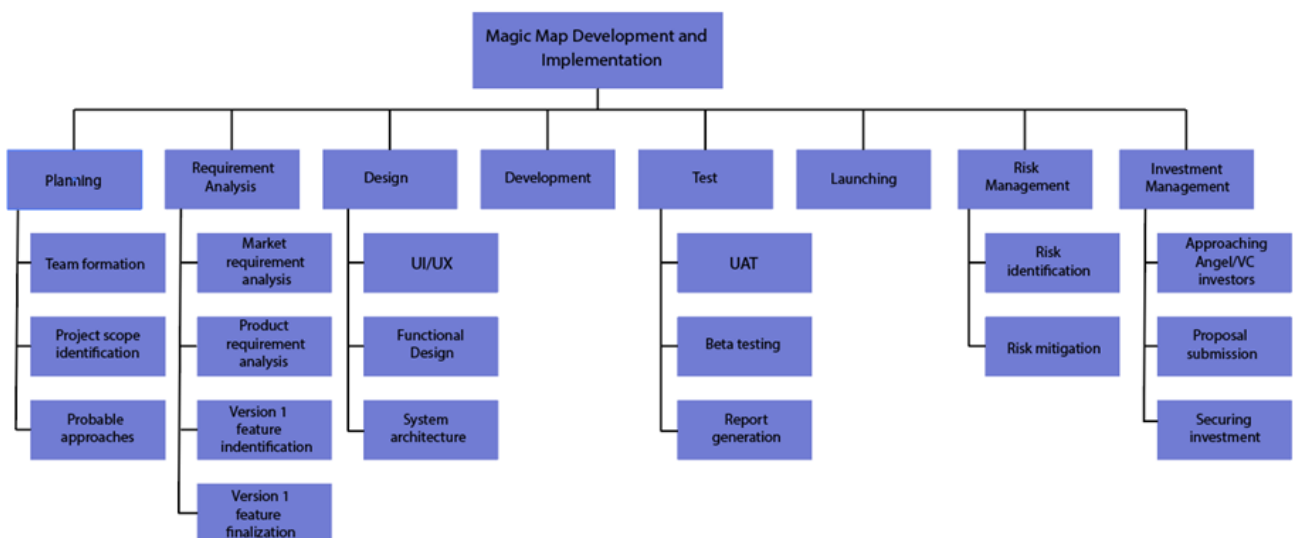 Magic Map Development and
Implementation
Planning
Requirement
Analysis
Design
Development
Test
Launching
Risk
Management
Investment
Management
Team formation
Market
requirement
analysis
UI/UX
UAT
Risk
identification
Approaching
Angel/VC
investors
Project scope
identification
Product
requirement
analysis
Functional
Design
Beta testing
Risk mitigation
Proposal
submission
Probable
approaches
Version 1
feature
indentification
System
architecture
Report
generation
Securing
investment
Version 1
feature
finalization